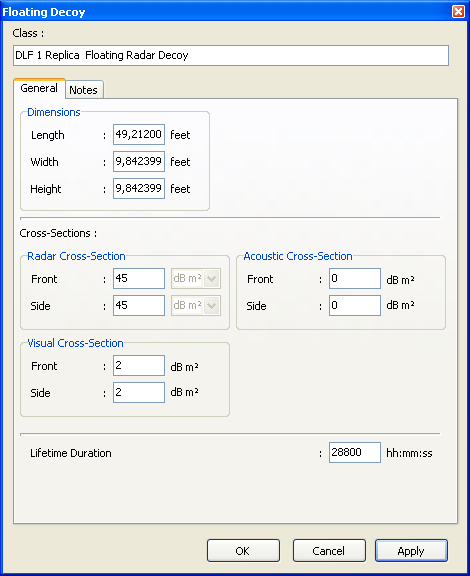 Floating Decoy
Class :
DLF 1 Replica  Floating Radar Decoy
General Notes
Dimensions
Length : 49,21200 feet
Width : 9,842399 feet
Height : 9,842399 feet
Cross-Sections :
Radar Cross-Section Acoustic Cross-Section
Front : 45 dB m² Front : 0 dB m²
Side : 45 dB m² Side : 0 dB m²
Visual Cross-Section
Front : 2 dB m²
Side : 2 dB m²
Lifetime Duration : 28800 hh:mm:ss
OK Cancel Apply